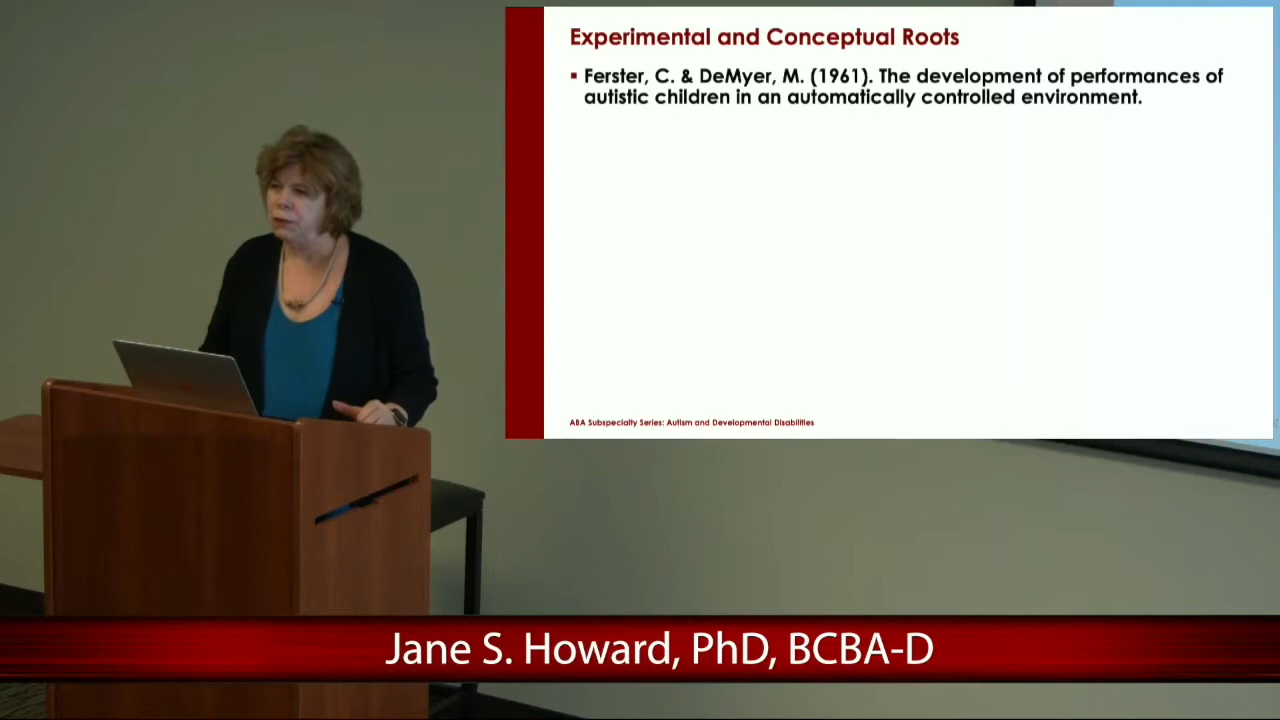 Experimental and Conceptual Roots
▪ Ferster, C. & DeMyer, M. (1961). The development of performances of
autistic children in an automatically controlled environment.
ABA Subspecialty Series: Autism and Developmental Disabilities
Jane S. Howard, PhD, BCBA-D